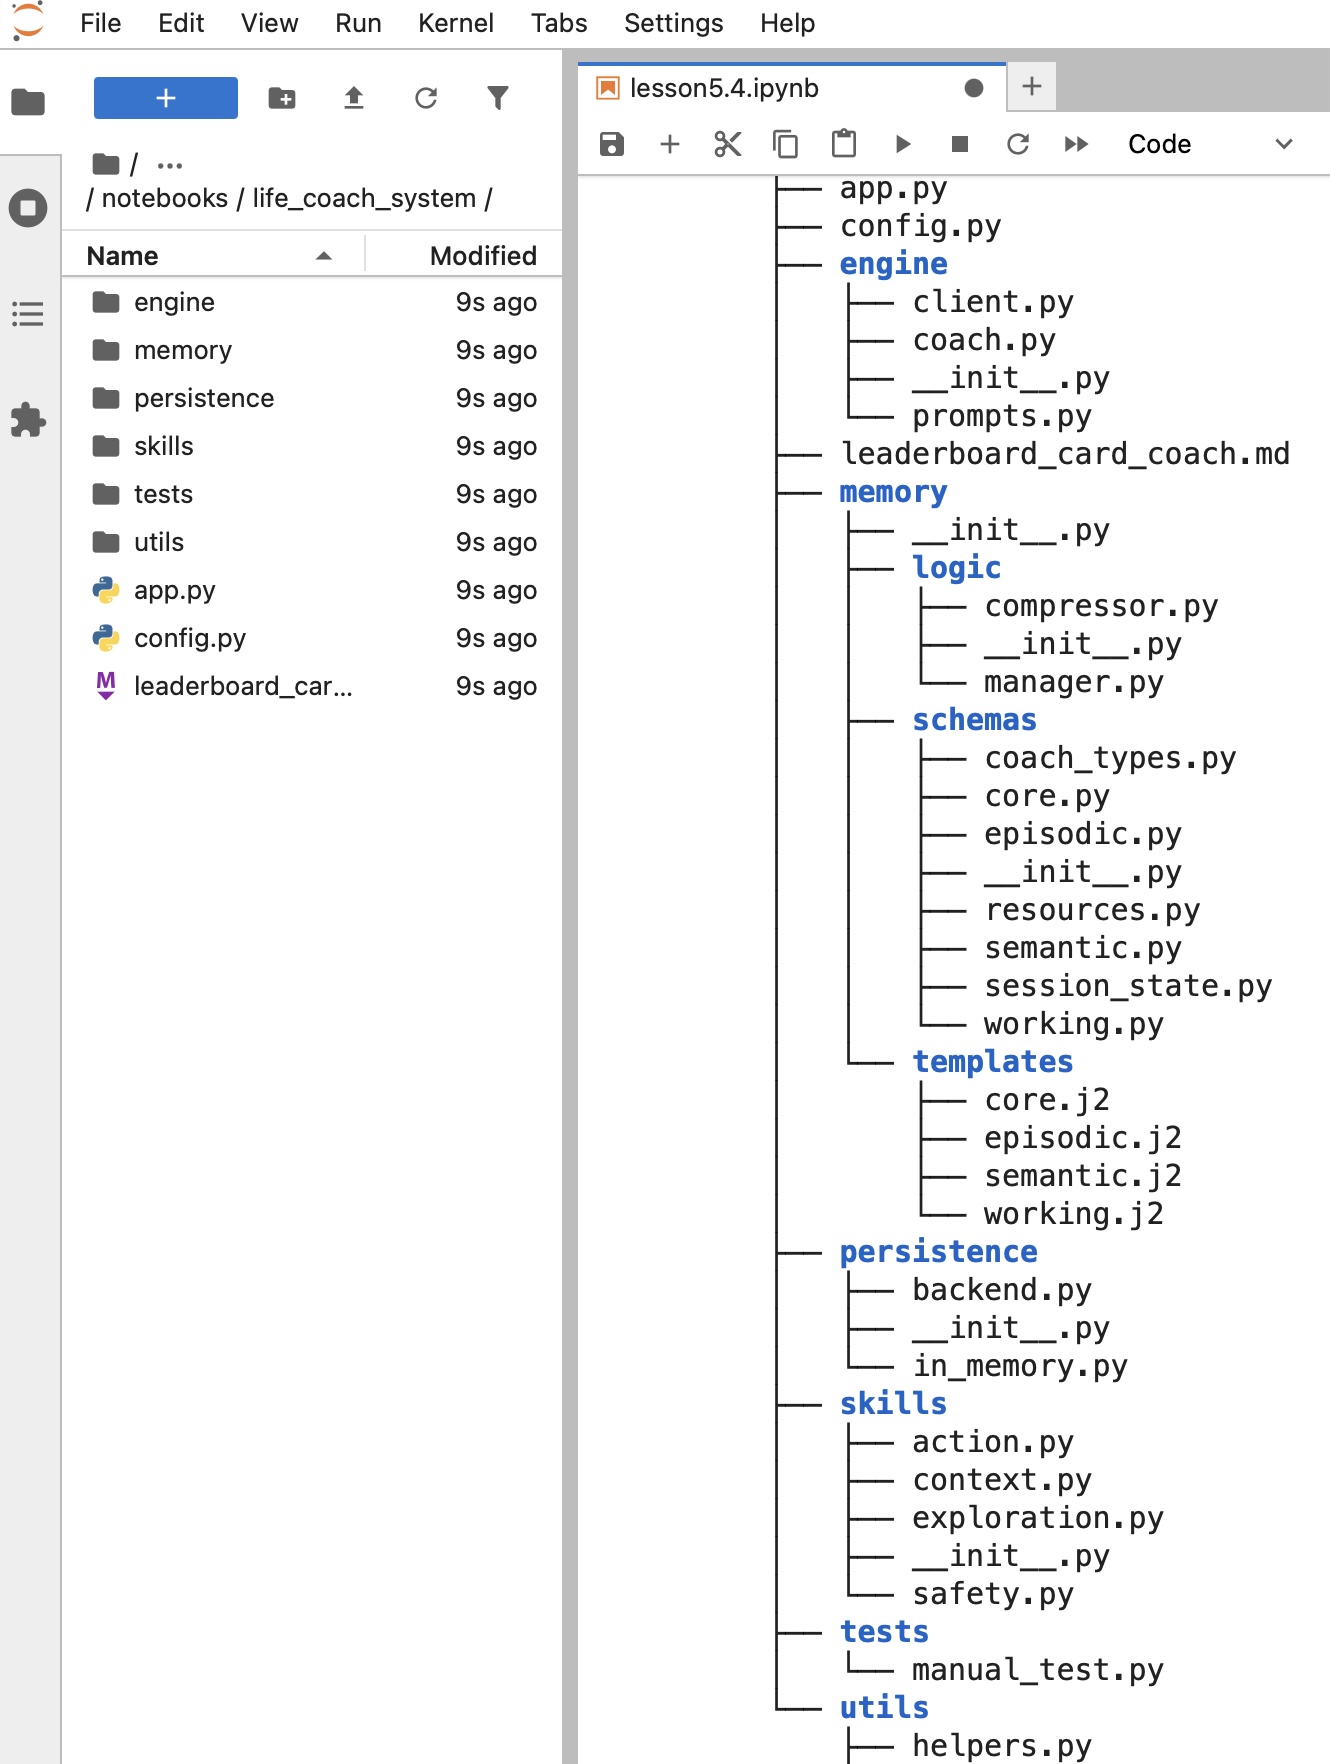 File Edit View Run Kernel Tabs Settings Help
+
/ ...
/ notebooks / life_coach_system /
Name Modified
engine 9s ago
memory 9s ago
persistence 9s ago
skills 9s ago
tests 9s ago
utils 9s ago
app.py 9s ago
config.py 9s ago
leaderboard_car... 9s ago
lesson5.4.ipynb
Code
├── app.py
├── config.py
├── engine
│   ├── client.py
│   ├── coach.py
│   ├── __init__.py
│   └── prompts.py
├── leaderboard_card_coach.md
├── memory
│   ├── __init__.py
│   ├── logic
│   │   ├── compressor.py
│   │   ├── __init__.py
│   │   └── manager.py
│   ├── schemas
│   │   ├── coach_types.py
│   │   ├── core.py
│   │   ├── episodic.py
│   │   ├── __init__.py
│   │   ├── resources.py
│   │   ├── semantic.py
│   │   ├── session_state.py
│   │   └── working.py
│   └── templates
│       ├── core.j2
│       ├── episodic.j2
│       ├── semantic.j2
│       └── working.j2
├── persistence
│   ├── backend.py
│   ├── __init__.py
│   └── in_memory.py
├── skills
│   ├── action.py
│   ├── context.py
│   ├── exploration.py
│   ├── __init__.py
│   └── safety.py
├── tests
│   └── manual_test.py
└── utils
    ├── helpers.py